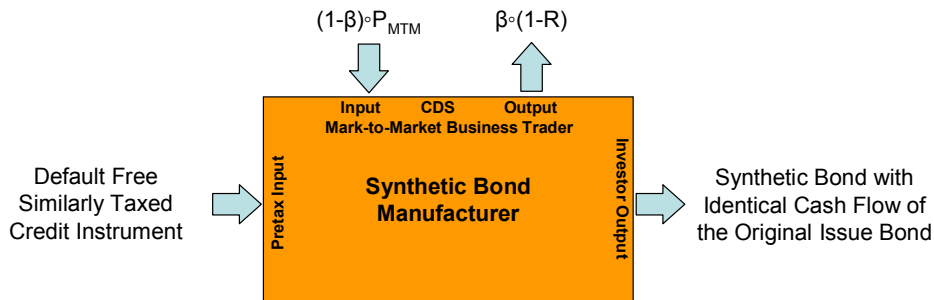 (1-β)∘P_MTM
β∘(1-R)
Input CDS Output
Mark-to-Market Business Trader
Pretax Input
Synthetic Bond
Manufacturer
Investor Output
Default Free
Similarly Taxed
Credit Instrument
Synthetic Bond with
Identical Cash Flow of
the Original Issue Bond